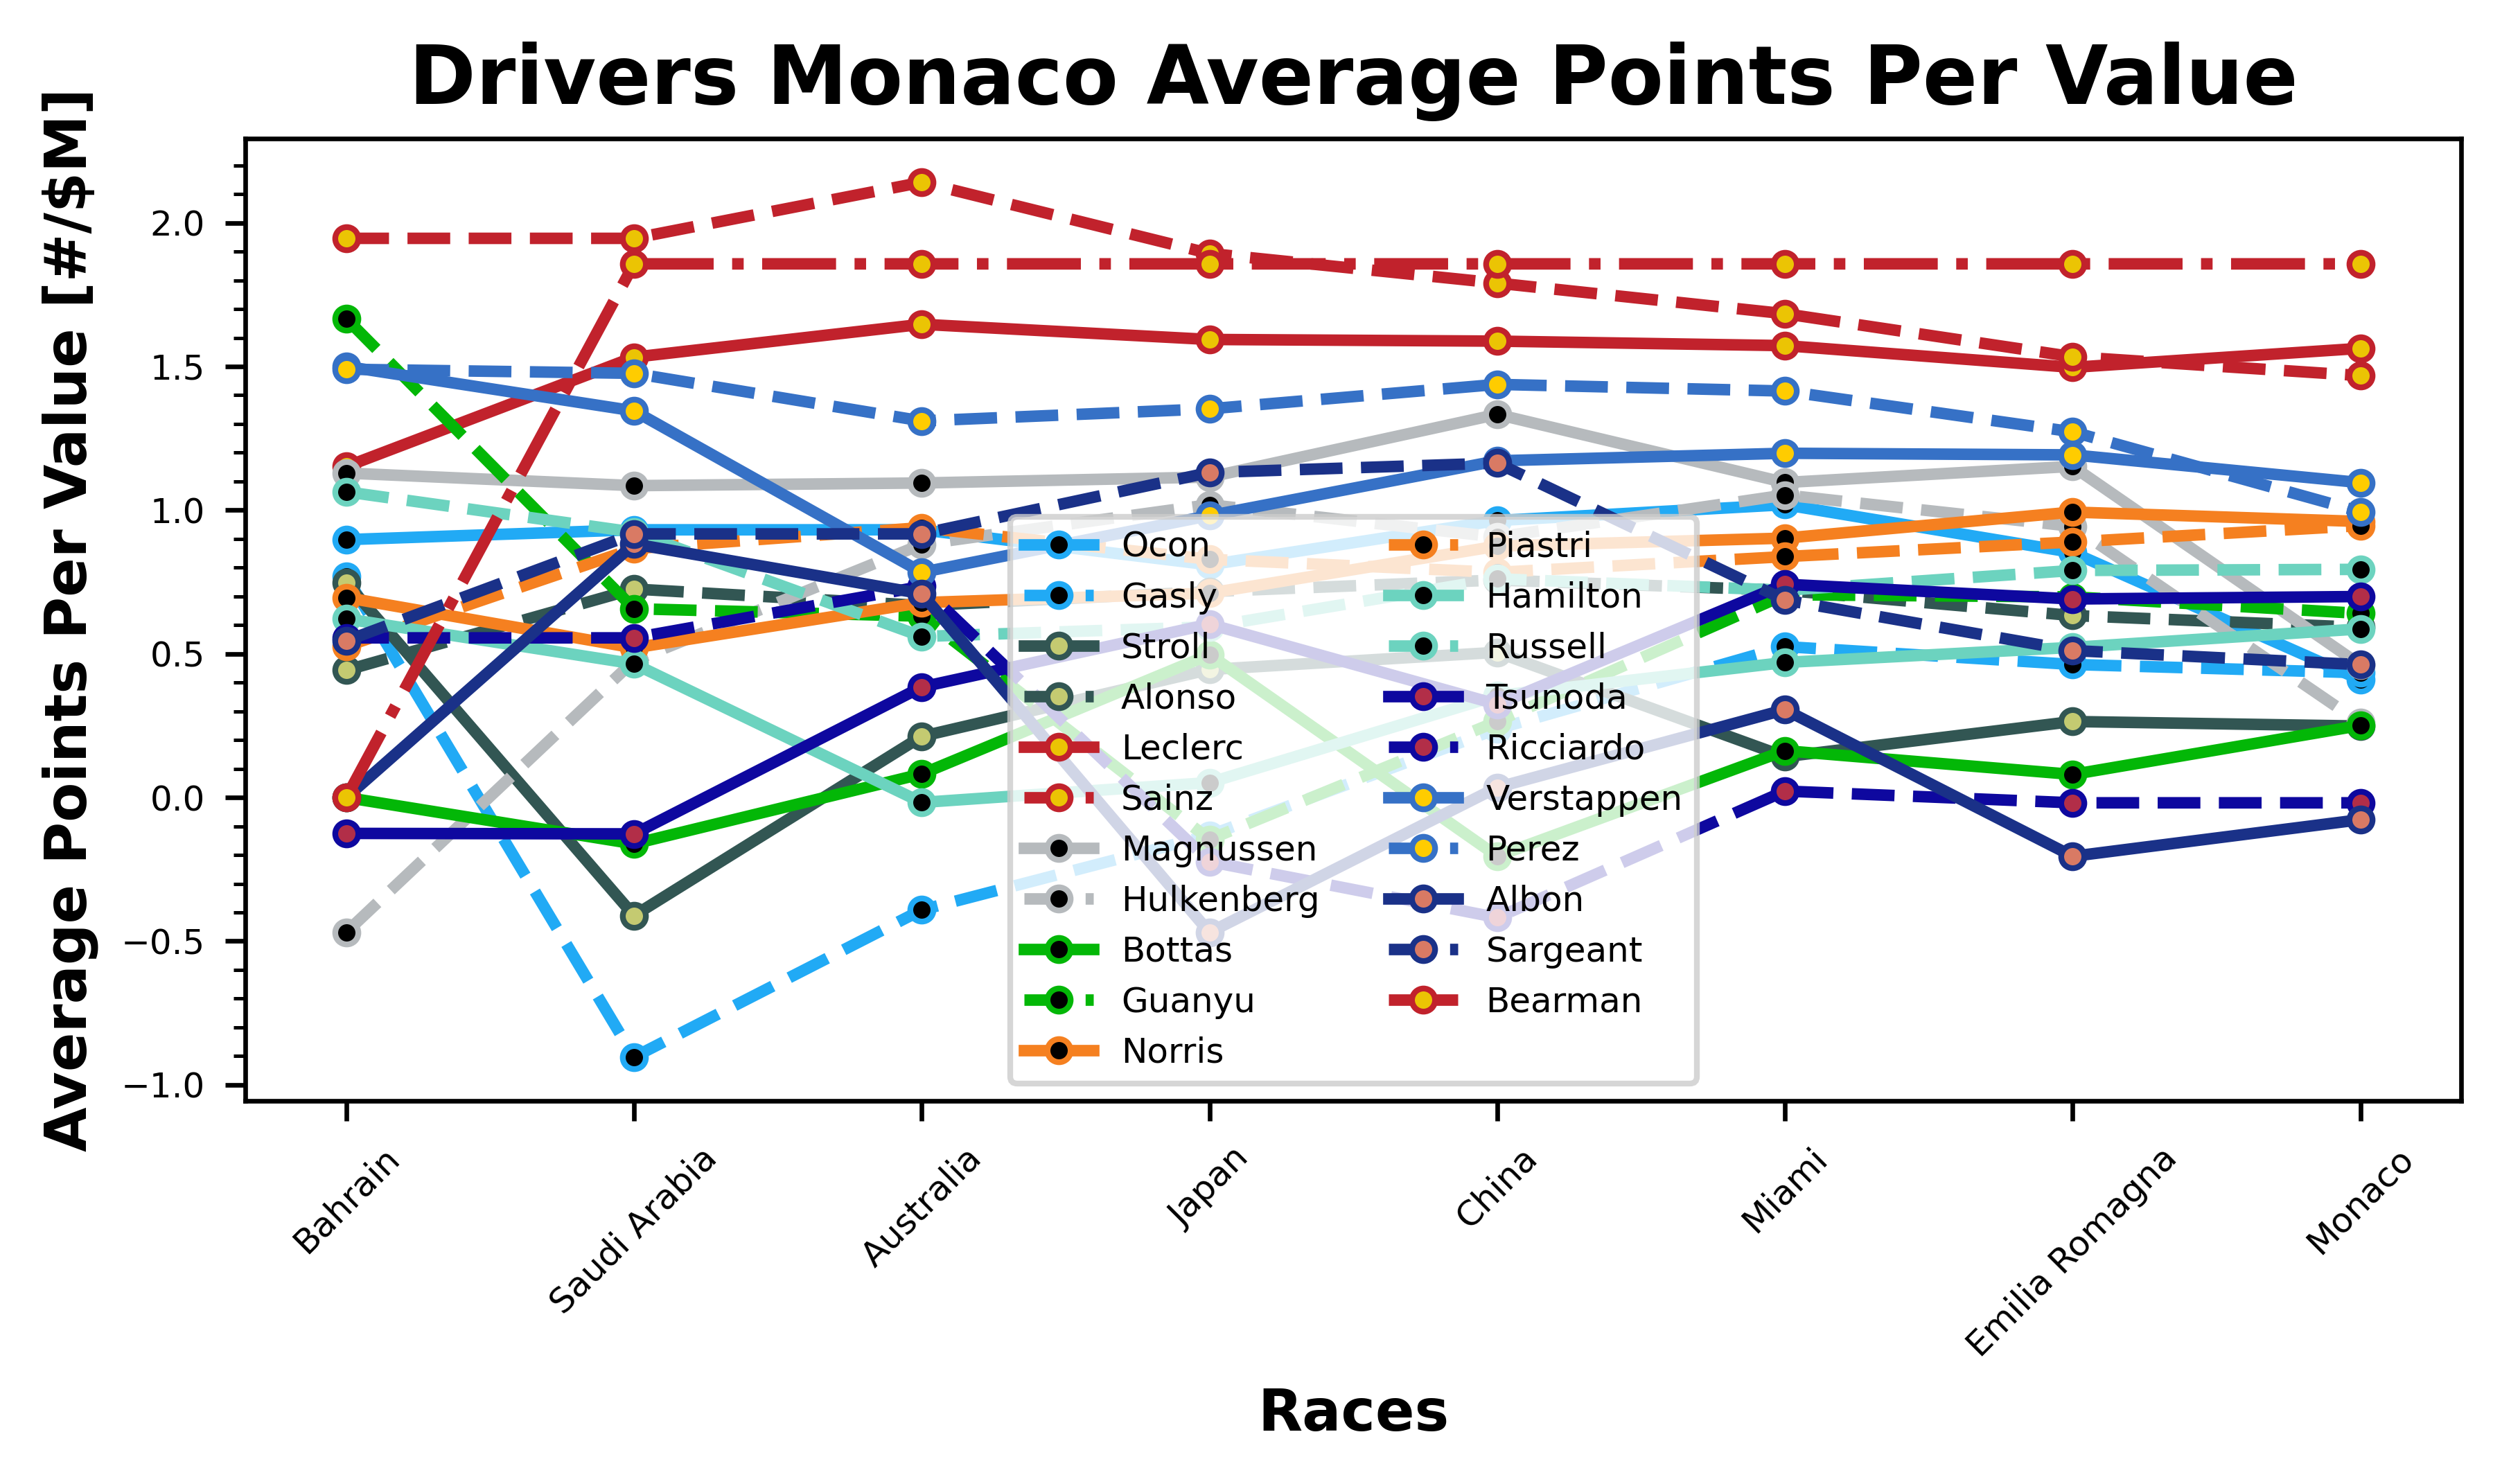 Drivers Monaco Average Points Per Value
Average Points Per Value [#/$M]
2.0
1.5
1.0
0.5
0.0
−0.5
−1.0
Ocon
Gasly
Stroll
Alonso
Leclerc
Sainz
Magnussen
Hulkenberg
Bottas
Guanyu
Norris
Piastri
Hamilton
Russell
Tsunoda
Ricciardo
Verstappen
Perez
Albon
Sargeant
Bearman
Bahrain
Saudi Arabia
Australia
Japan
China
Miami
Emillia Romagna
Monaco
Races